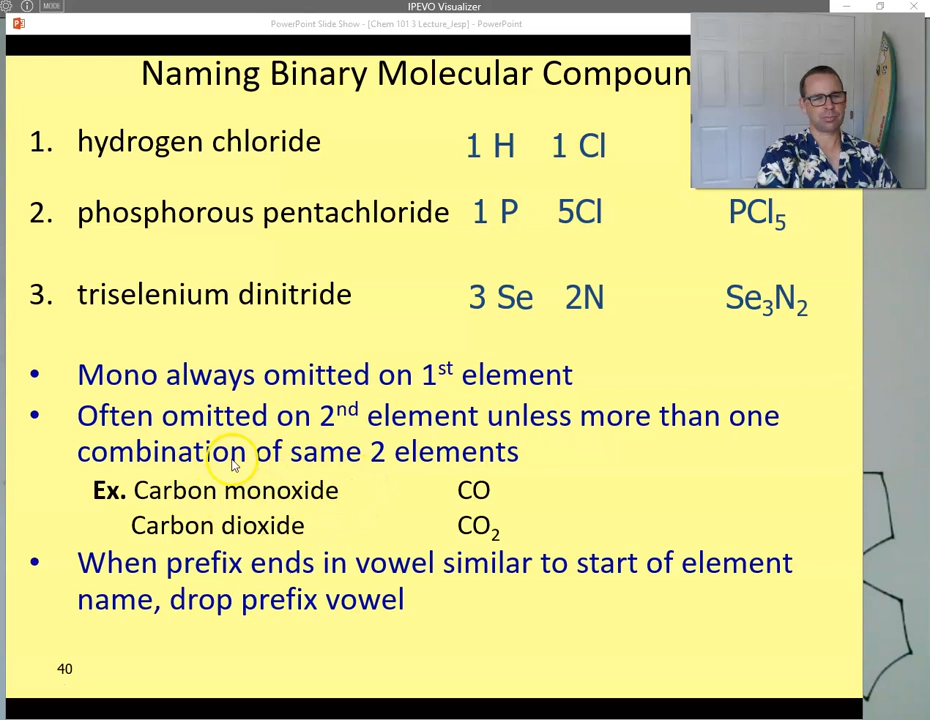 IPEVO Visualizer
MODE
PowerPoint Slide Show - [Chem 101 3 Lecture_Jesp] - PowerPoint
Naming Binary Molecular Compoun
1. hydrogen chloride 1 H 1 Cl
2. phosphorous pentachloride 1 P 5Cl PCl₅
3. triselenium dinitride 3 Se 2N Se₃N₂
• Mono always omitted on 1ˢᵗ element
• Often omitted on 2ⁿᵈ element unless more than one
combination of same 2 elements
Ex. Carbon monoxide CO
Carbon dioxide CO₂
• When prefix ends in vowel similar to start of element
name, drop prefix vowel
40